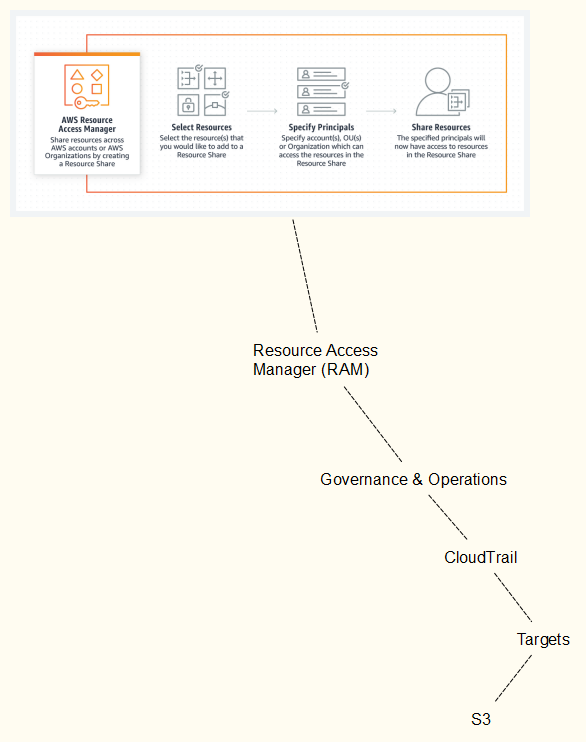 AWS Resource
Access Manager
Share resources across
AWS accounts or AWS
Organizations by creating
a Resource Share
Select Resources
Select the resource(s) that
you would like to add to a
Resource Share
Specify Principals
Specify account(s), OU(s)
or Organization which can
access the resources in the
Resource Share
Share Resources
The specified principals will
now have access to resources
in the Resource Share
Resource Access
Manager (RAM)
Governance & Operations
CloudTrail
Targets
S3